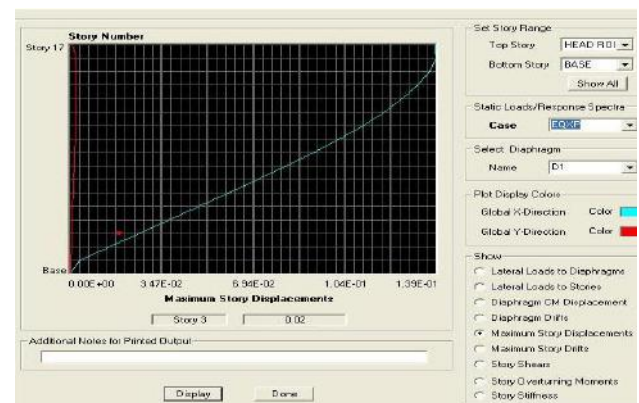 Story Number
Story 17
Base
0.00E+00 3.47E-02 6.94E-02 1.04E-01 1.39E-01
Maximum Story Displacements
Story 3 0.02
Additional Notes for Printed Output
Display Done
Set Story Range
Top Story
Bottom Story BASE
Show All
Static Loads/Response Spectra
Case
Select Diaphragm
Name D1
Plot Display Colors
Global X-Direction Color
Global Y-Direction Color
Show
Lateral Loads to Diaphragms
Lateral Loads to Stories
Diaphragm CM Displacement
Diaphragm Drifts
Maximum Story Displacements
Maximum Story Drifts
Story Shears
Story Overturning Moments
Story Stiffness